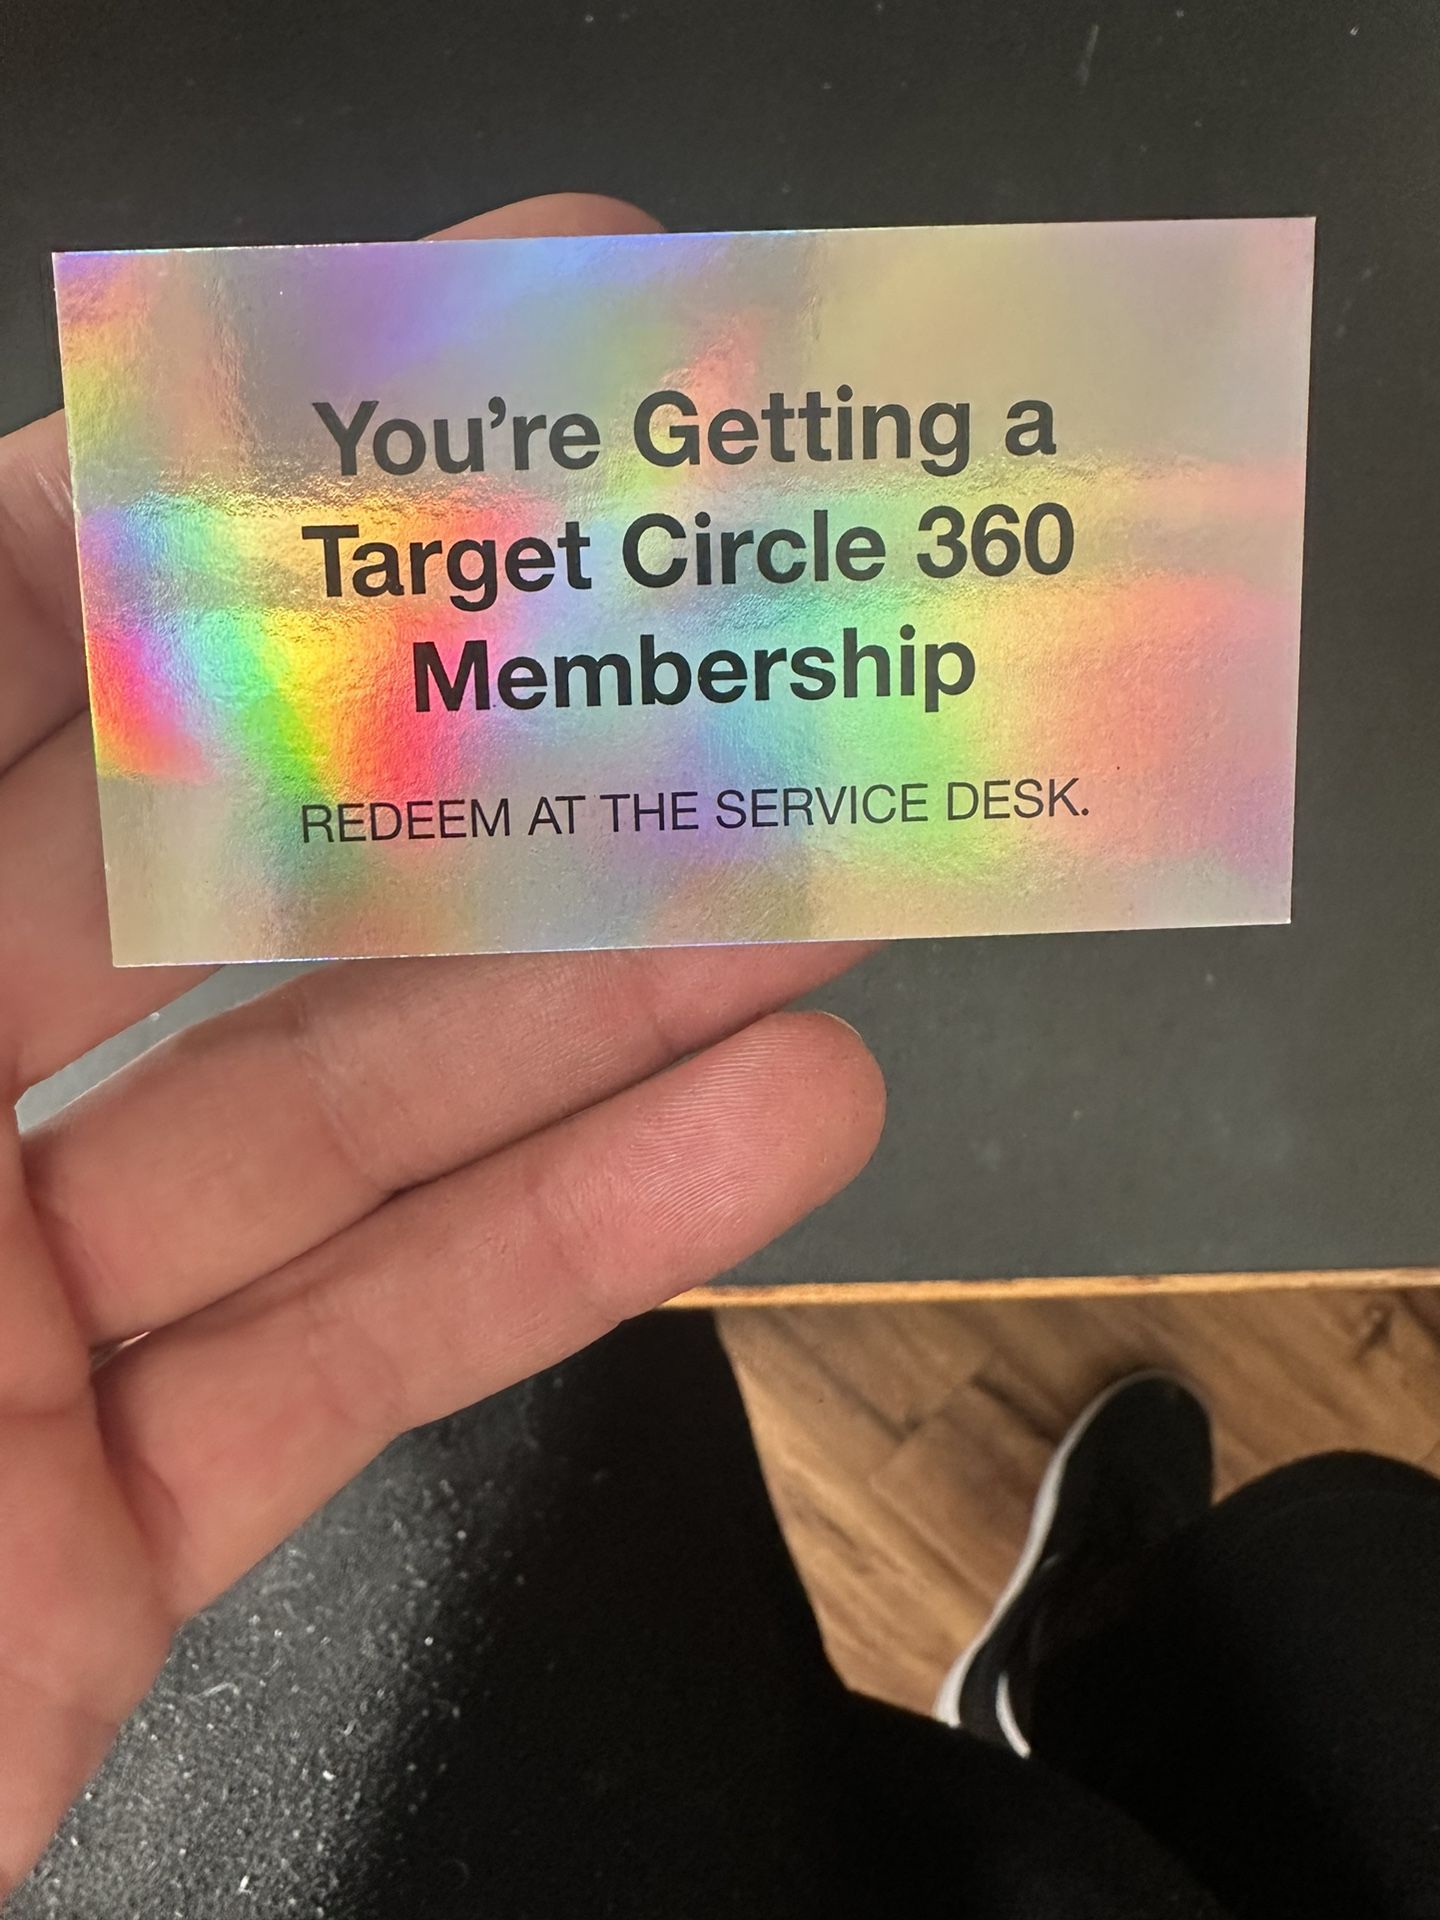 You’re Getting a
Target Circle 360
Membership
REDEEM AT THE SERVICE DESK.